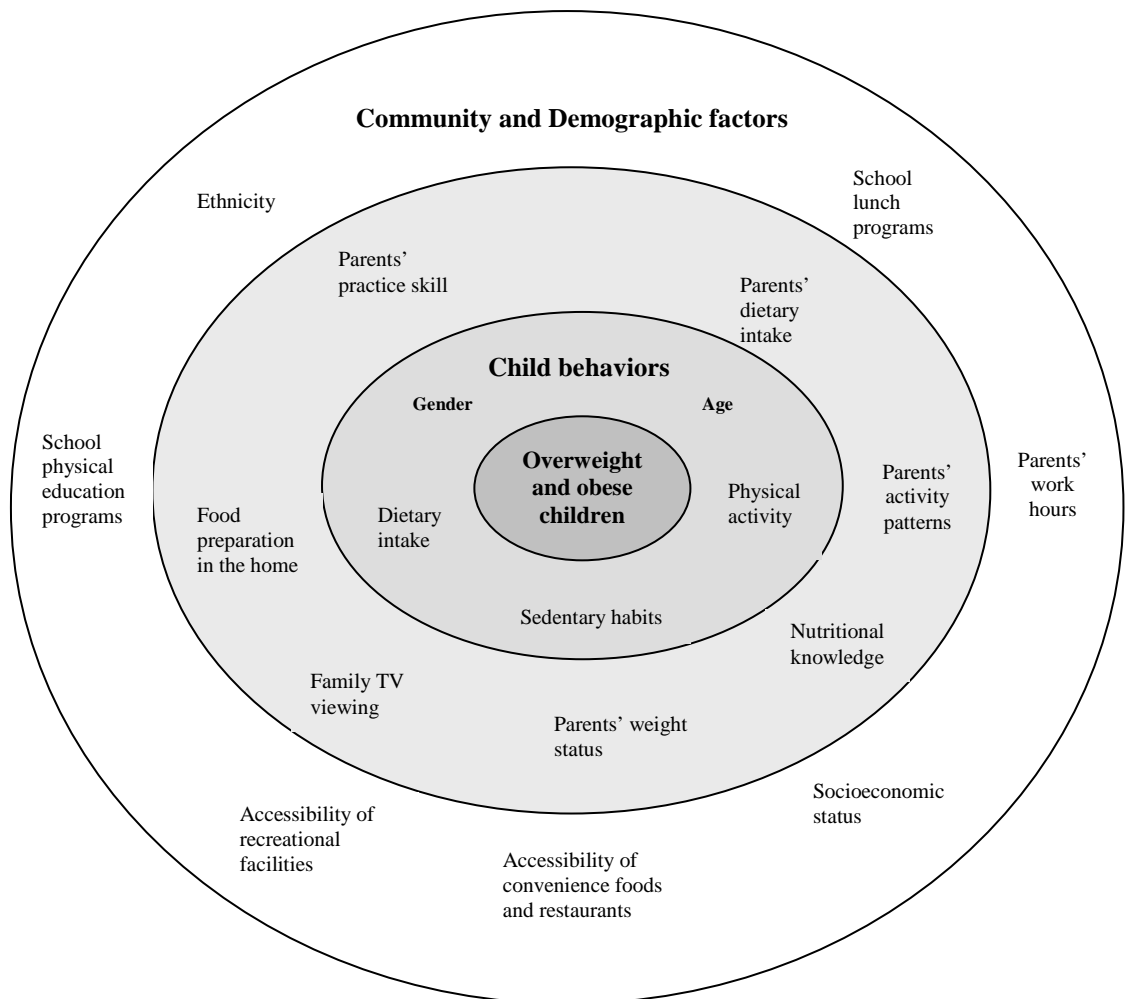 Community and Demographic factors
Ethnicity
School
lunch
programs
Parents’
practice skill
Parents’
dietary
intake
Child behaviors
Gender
Age
School
physical
education
programs
Overweight
and obese
children
Parents’
activity
patterns
Parents’
work
hours
Physical
activity
Food
preparation
in the home
Dietary
intake
Sedentary habits
Nutritional
knowledge
Family TV
viewing
Parents’ weight
status
Socioeconomic
status
Accessibility of
recreational
facilities
Accessibility of
convenience foods
and restaurants